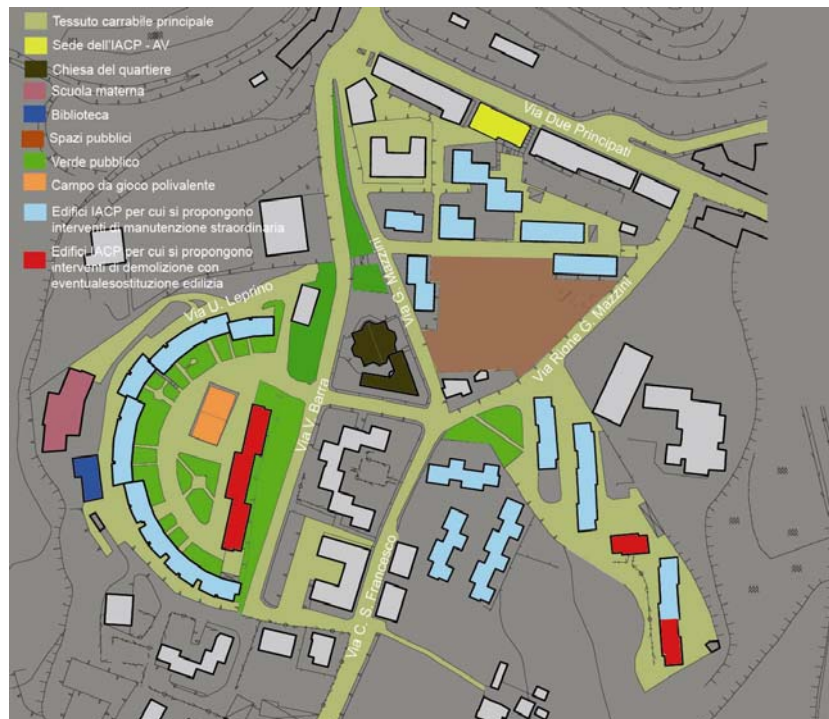 Tessuto carrabile principale
Sede dell'IACP - AV
Chiesa del quartiere
Scuola materna
Biblioteca
Spazi pubblici
Verde pubblico
Campo da gioco polivalente
Edifici IACP per cui si propongono
interventi di manutenzione straordinaria
Edifici IACP per cui si propongono
interventi di demolizione con
eventualesostituzione edilizia
Via Due Principati
Via G. Mazzini
Via U. Leprino
Via Rione G. Mazzini
Via V. Barra
Via C. S. Francesco